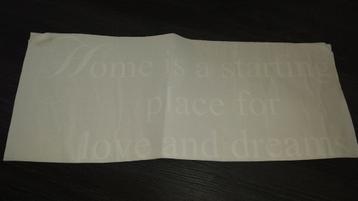 Home is a starting
place for
love and dreams